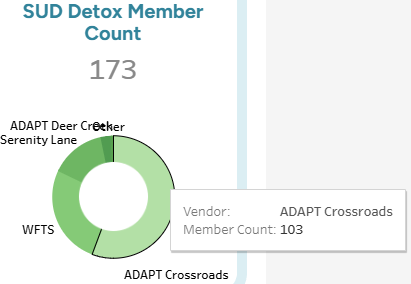 SUD Detox Member
Count
173
ADAPT Deer Creek
Other
Serenity Lane
Vendor: ADAPT Crossroads
Member Count: 103
WFTS
ADAPT Crossroads